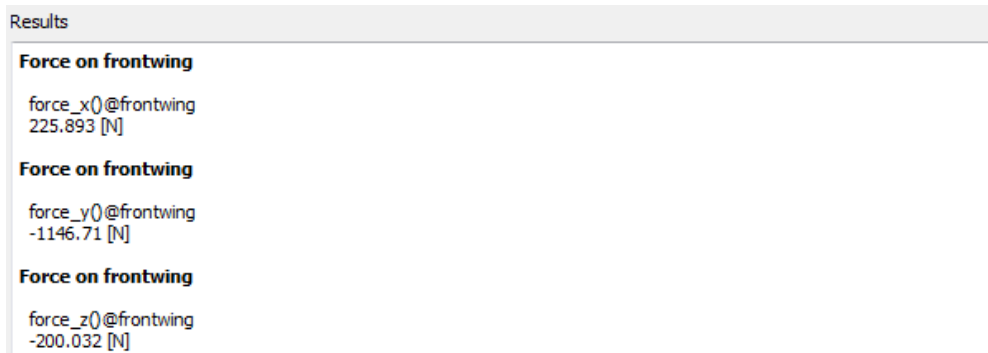 Results
Force on frontwing
force_x()@frontwing
225.893 [N]
Force on frontwing
force_y()@frontwing
-1146.71 [N]
Force on frontwing
force_z()@frontwing
-200.032 [N]